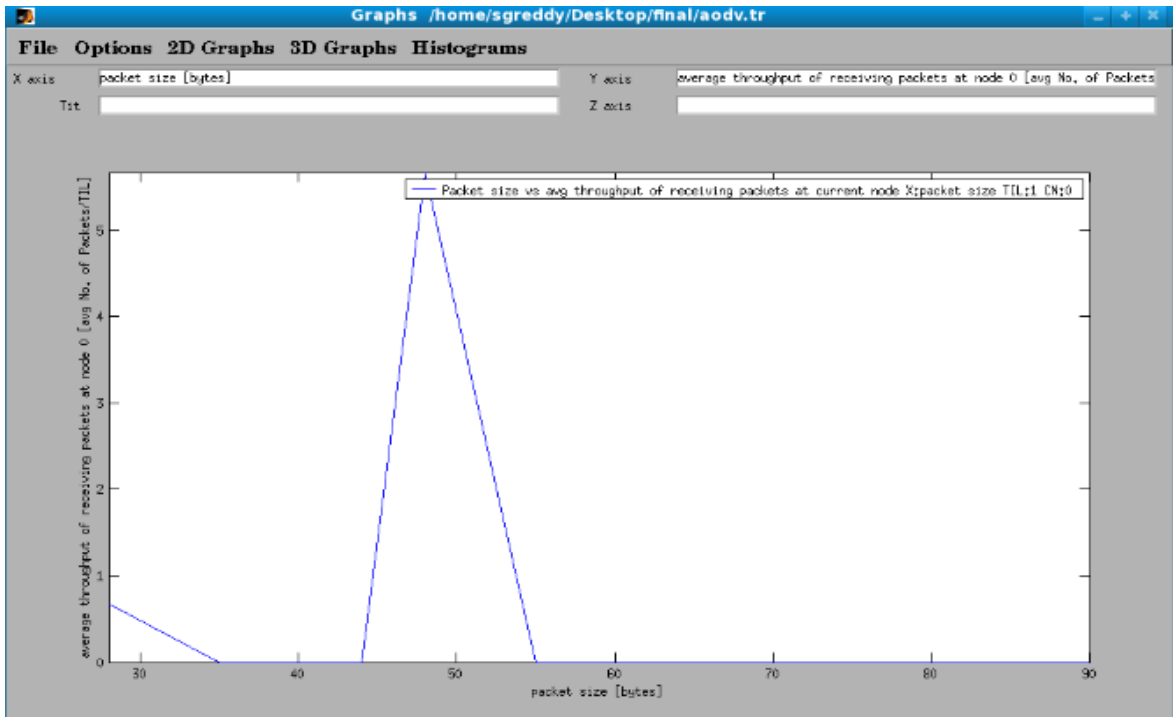 Graphs /home/sgreddy/Desktop/final/aodv.tr
File Options 2D Graphs 3D Graphs Histograms
X axis packet size [bytes] Y axis average throughput of receiving packets at node 0 [avg No. of Packets
Tit Z axis
Packet size vs avg throughput of receiving packets at current node X:packet size TIL:1 CN:0
average throughput of receiving packets at node 0 [avg No. of Packets/TIL]
5
4
3
2
1
0
30 40 50 60 70 80 90
packet size [bytes]